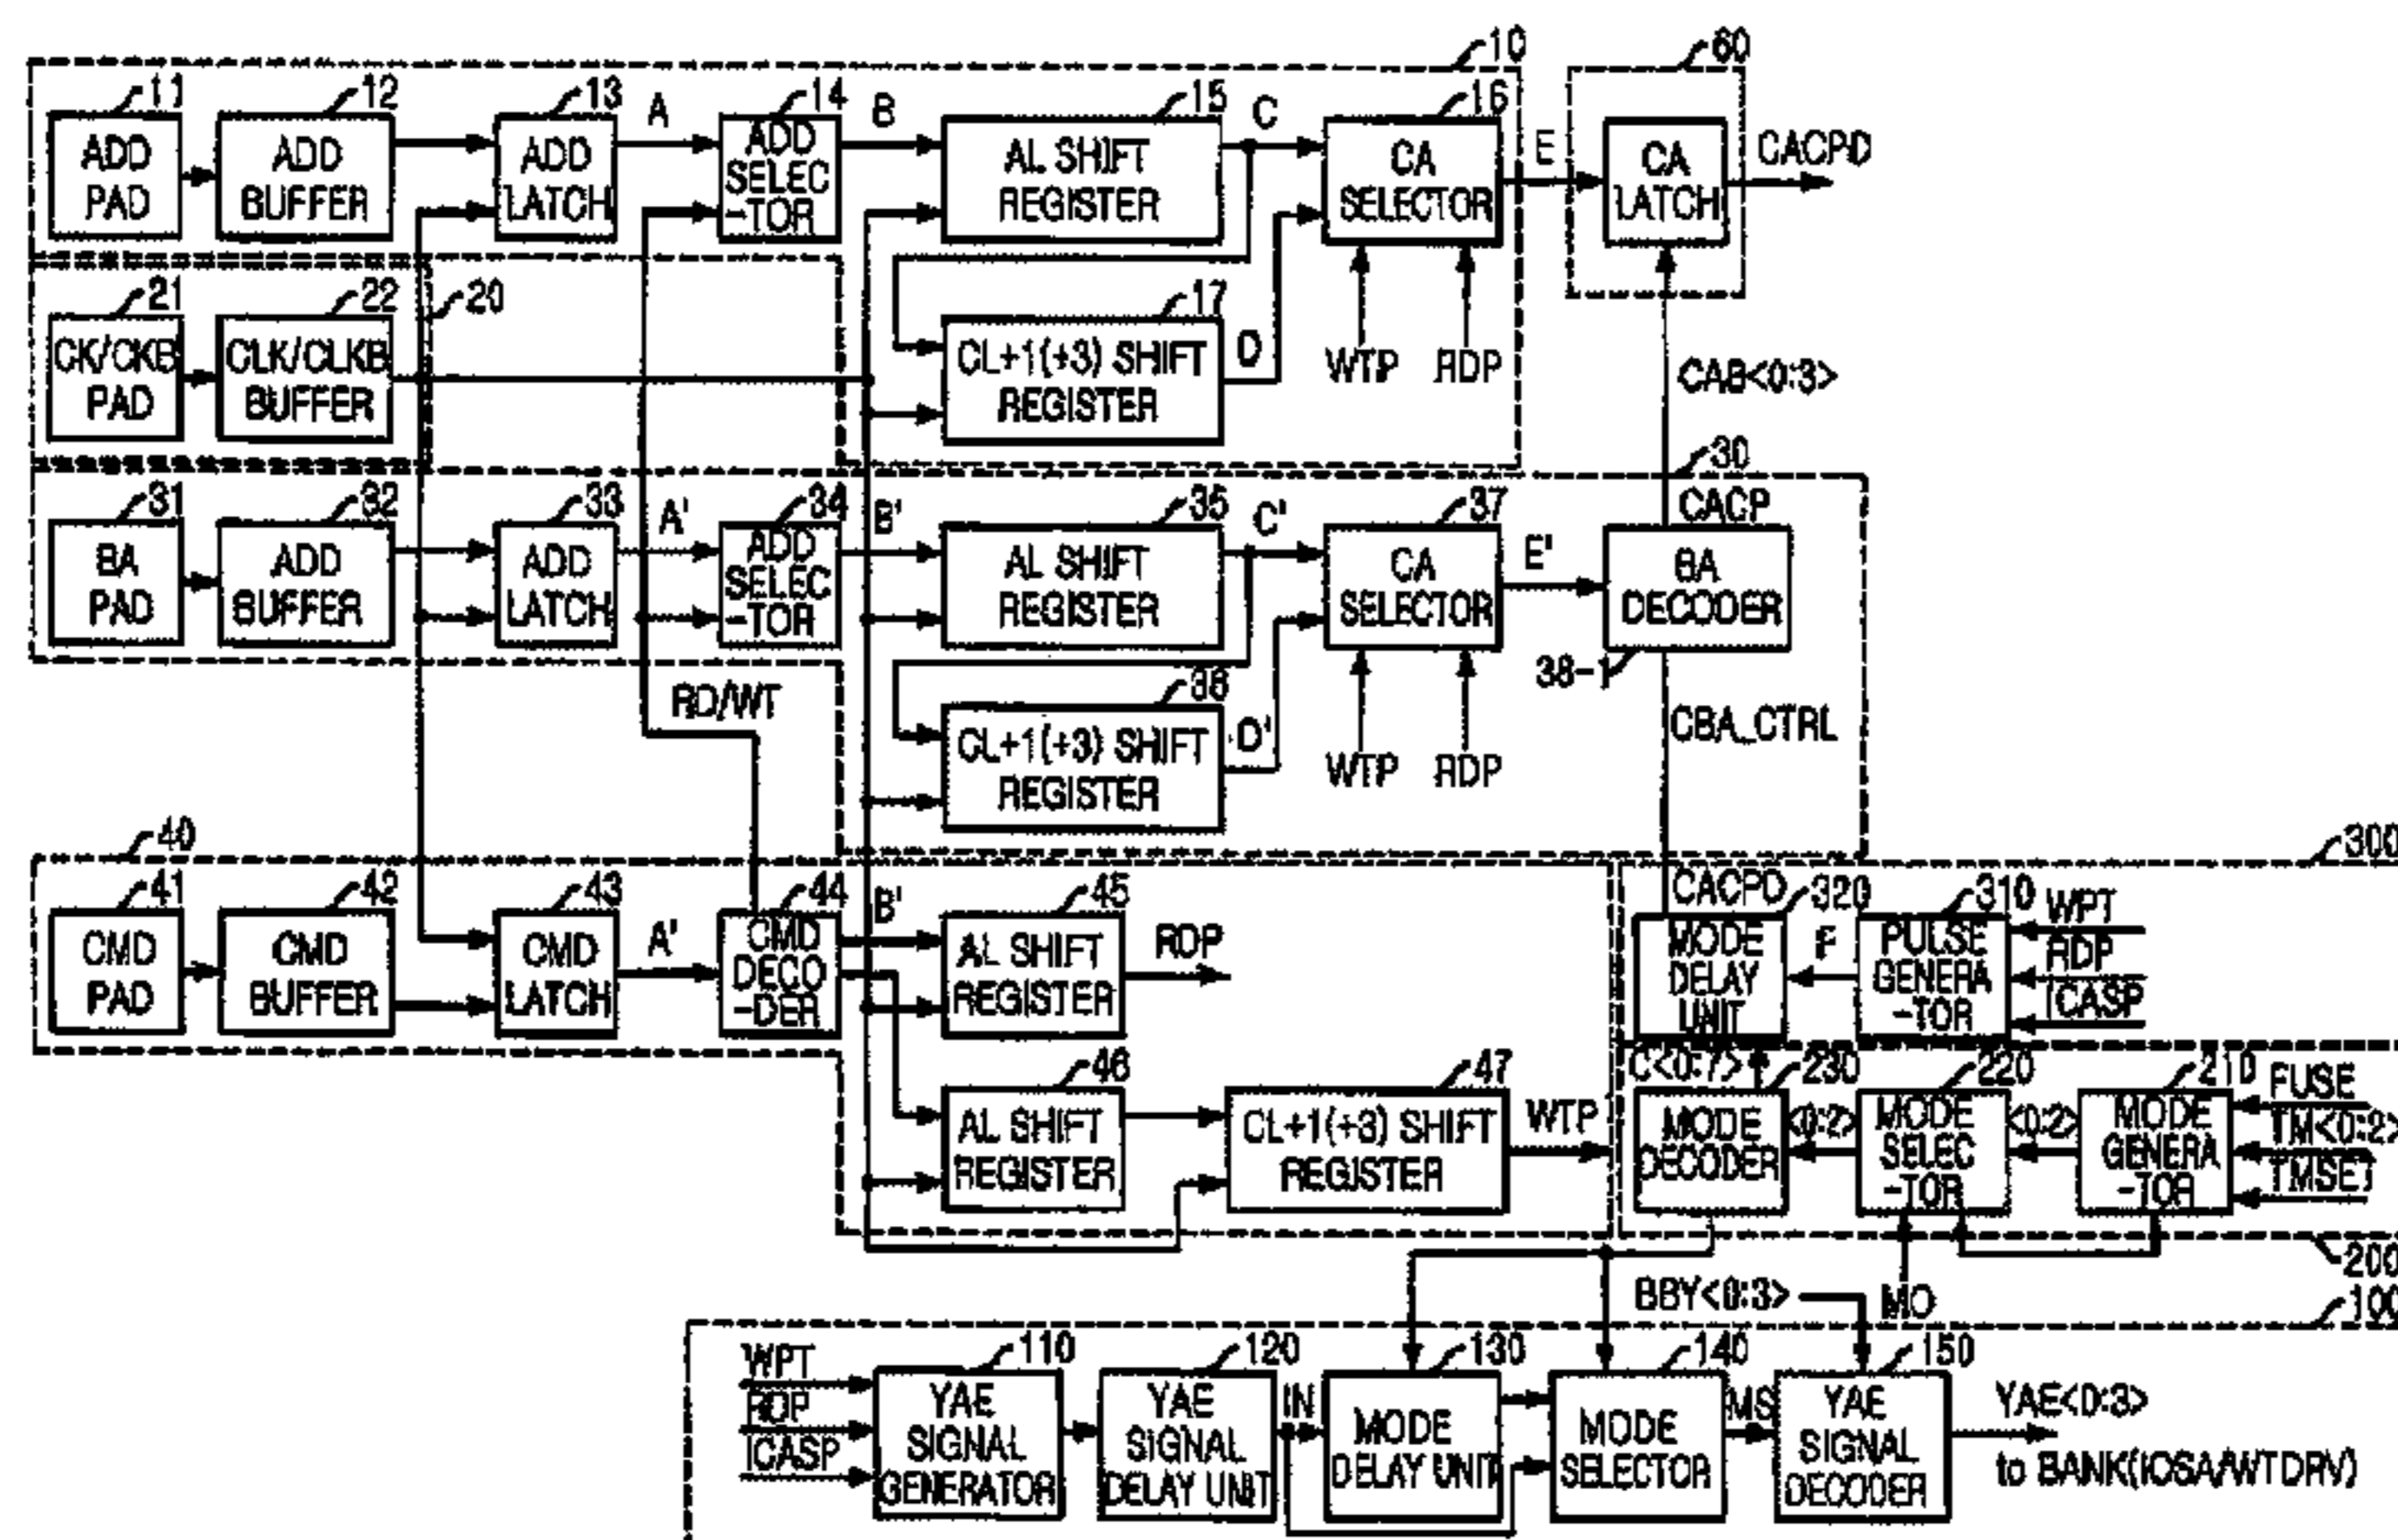 10
60
11
12
13
A
14
B
15
C
16
ADD PAD
ADD BUFFER
ADD LATCH
ADD SELEC -TOR
AL SHIFT REGISTER
CA SELECTOR
E
CA LATCH
CACPD
21
22
20
17
CK/CKB PAD
CLK/CLKB BUFFER
CL+1(+3) SHIFT REGISTER
D
WTP
RDP
CAB<0:3>
30
31
32
33
A'
34
B'
35
C'
37
CACP
BA PAD
ADD BUFFER
ADD LATCH
ADD SELEC -TOR
AL SHIFT REGISTER
CA SELECTOR
E'
BA DECODER
38-1
RD/WT
36
CL+1(+3) SHIFT REGISTER
D'
WTP
RDP
CBA_CTRL
40
300
41
42
43
A'
44
B'
45
CACPD
320
310
CMD PAD
CMD BUFFER
CMD LATCH
CMD DECO -DER
AL SHIFT REGISTER
RDP
MODE DELAY UNIT
F
PULSE GENERA -TOR
WPT
RDP
ICASP
46
47
C<0:7>
230
220
210
AL SHIFT REGISTER
CL+1(+3) SHIFT REGISTER
WTP
MODE DECODER
<0:2>
MODE SELEC -TOR
<0:2>
MODE GENERA -TOR
FUSE
TM<0:2>
TMSET
200
BBY<0:3>
MO
100
WPT
RDP
ICASP
110
120
130
140
150
YAE SIGNAL GENERATOR
YAE SIGNAL DELAY UNIT
IN
MODE DELAY UNIT
MODE SELECTOR
MS
YAE SIGNAL DECODER
YAE<0:3>
to BANK(IOSA/WTDRV)